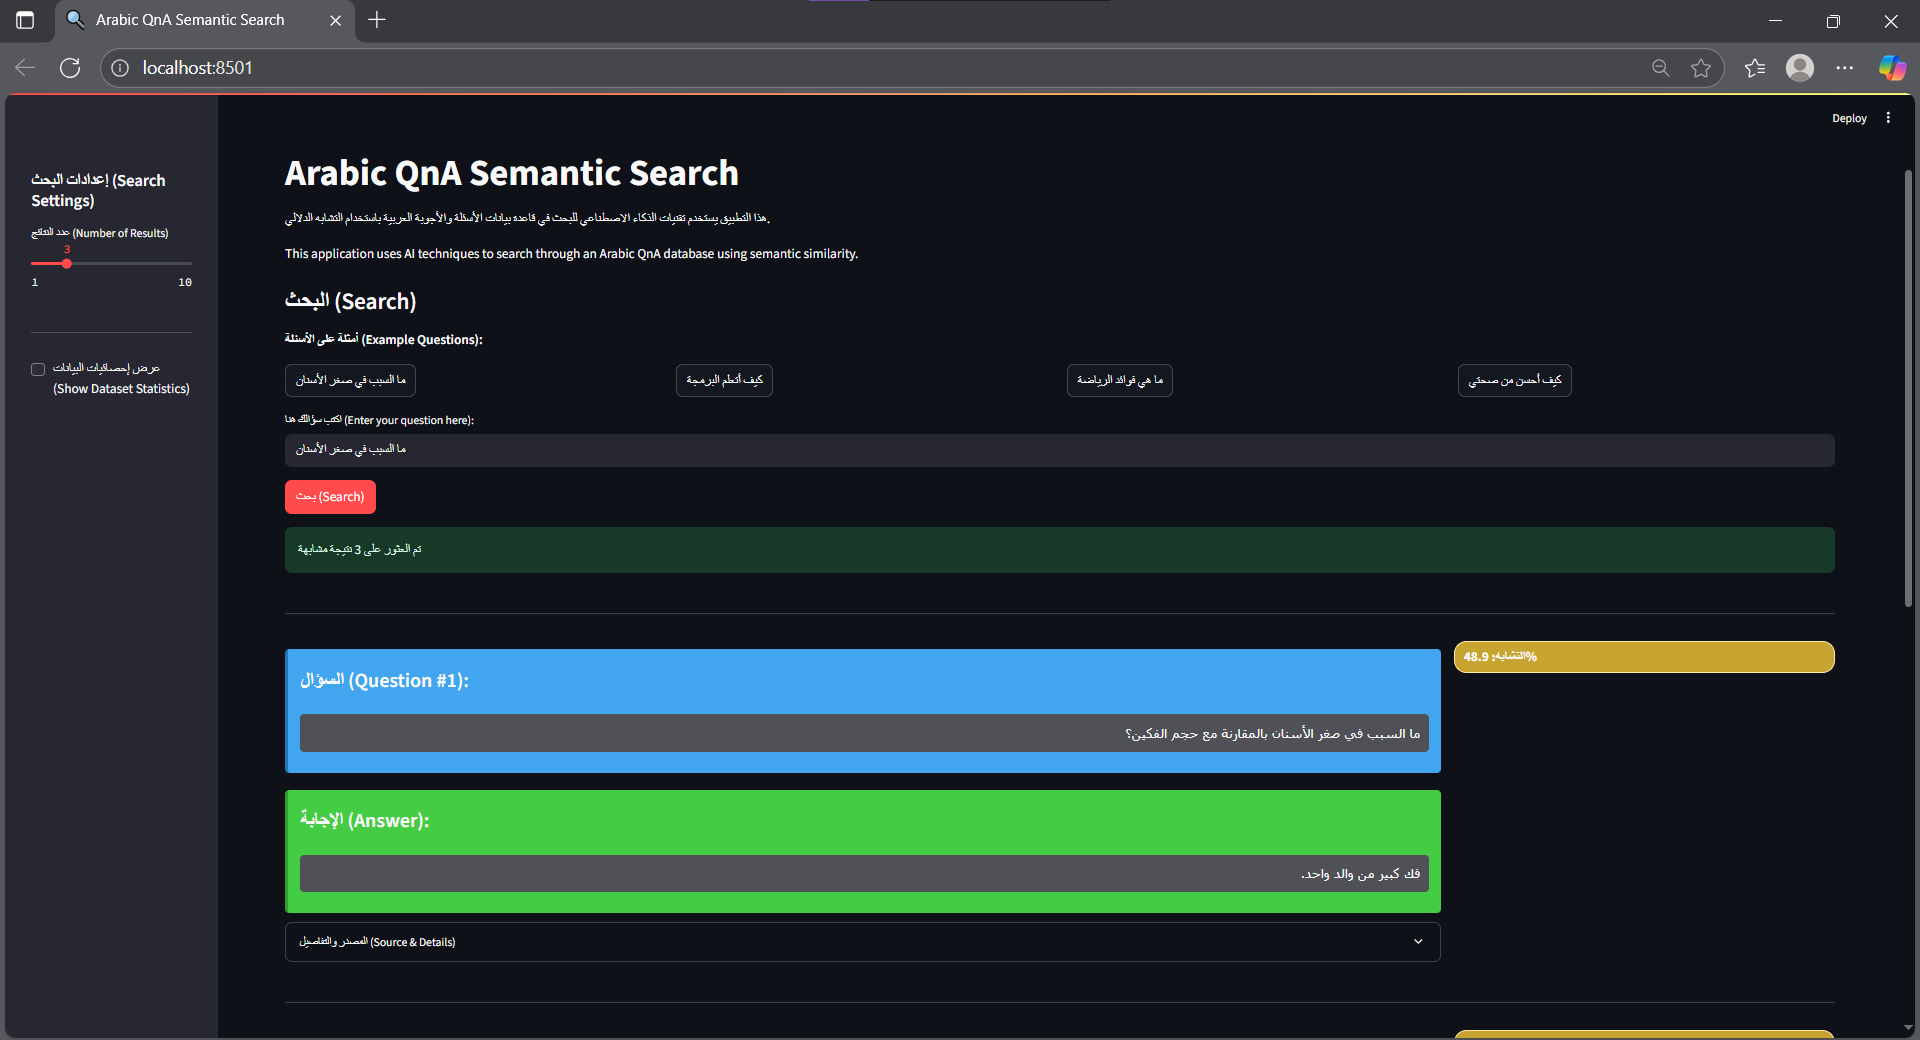 Arabic QnA Semantic Search
localhost:8501
Deploy
إعدادات البحث (Search
Settings)
عدد النتائج (Number of Results)
3
1 10
عرض إحصائيات البيانات
(Show Dataset Statistics)
Arabic QnA Semantic Search
هذا التطبيق يستخدم تقنيات الذكاء الاصطناعي للبحث في قاعدة بيانات الأسئلة والأجوبة العربية باستخدام التشابه الدلالي.
This application uses AI techniques to search through an Arabic QnA database using semantic similarity.
البحث (Search)
أمثلة على الأسئلة (Example Questions):
ما السبب في صغر الأسنان
كيف أتعلم البرمجة
ما هي فوائد الرياضة
كيف أحسن من صحتي
اكتب سؤالك هنا (Enter your question here):
ما السبب في صغر الأسنان
بحث (Search)
تم العثور على 3 نتيجة مشابهة
السؤال (Question #1):
التشابه: 48.9%
ما السبب في صغر الأسنان بالمقارنة مع حجم الفكين؟
الإجابة (Answer):
فك كبير من والد واحد.
المصدر والتفاصيل (Source & Details)